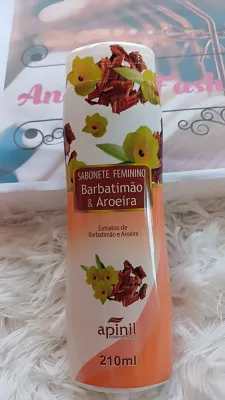 SABONETE FEMININO
Barbatimão
& Aroeira
Extratos de
Barbatimão e Aroeira
apinil
210ml